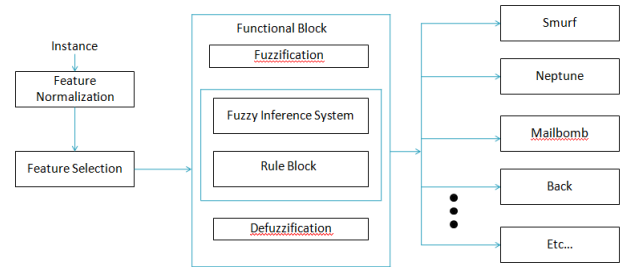 Instance
Feature
Normalization
Feature Selection
Functional Block
Fuzzification
Fuzzy Inference System
Rule Block
Defuzzification
Smurf
Neptune
Mailbomb
Back
Etc...